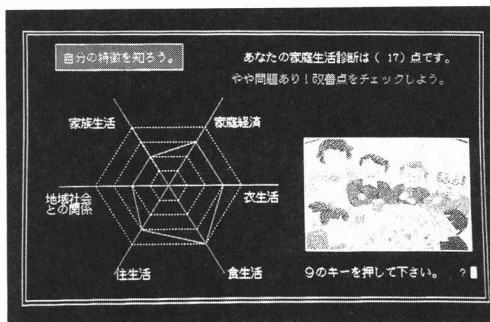 自分の特徴を知ろう。
あなたの家庭生活診断は( 17)点です。
やや問題あり!改善点をチェックしよう。
家族生活
家庭経済
地域社会
との関係
衣生活
住生活
食生活
9のキーを押して下さい。 ?